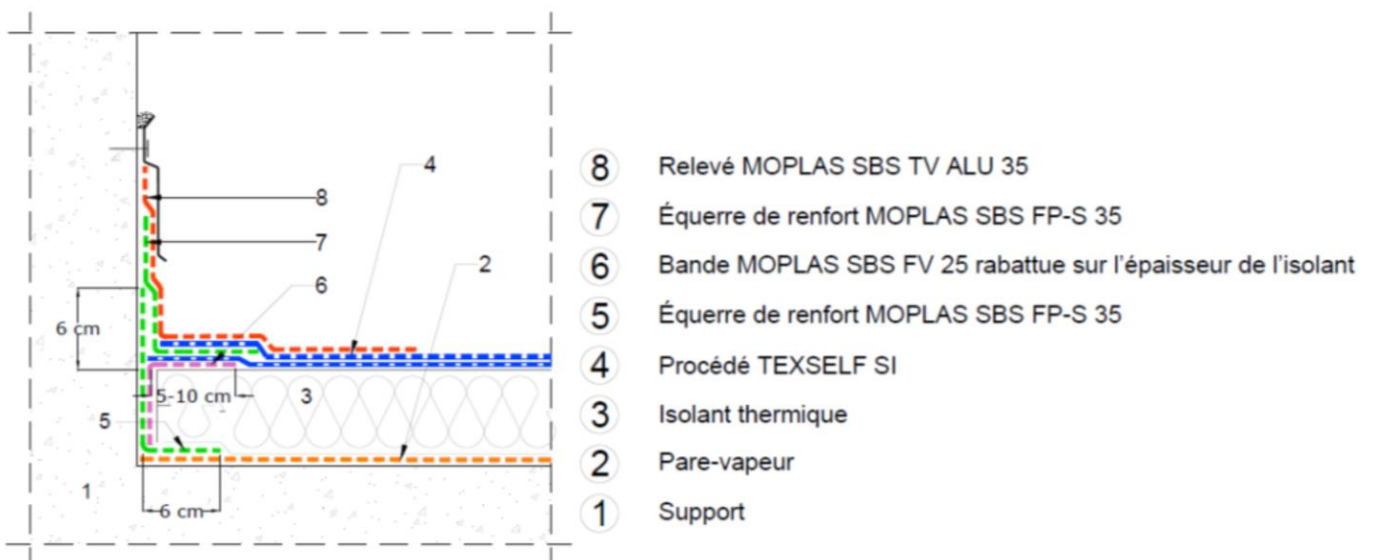 4
8
7
2
6
6 cm
5-10 cm
3
5
1
6 cm
8 Relevé MOPLAS SBS TV ALU 35
7 Équerre de renfort MOPLAS SBS FP-S 35
6 Bande MOPLAS SBS FV 25 rabattue sur l'épaisseur de l'isolant
5 Équerre de renfort MOPLAS SBS FP-S 35
4 Procédé TEXSELF SI
3 Isolant thermique
2 Pare-vapeur
1 Support